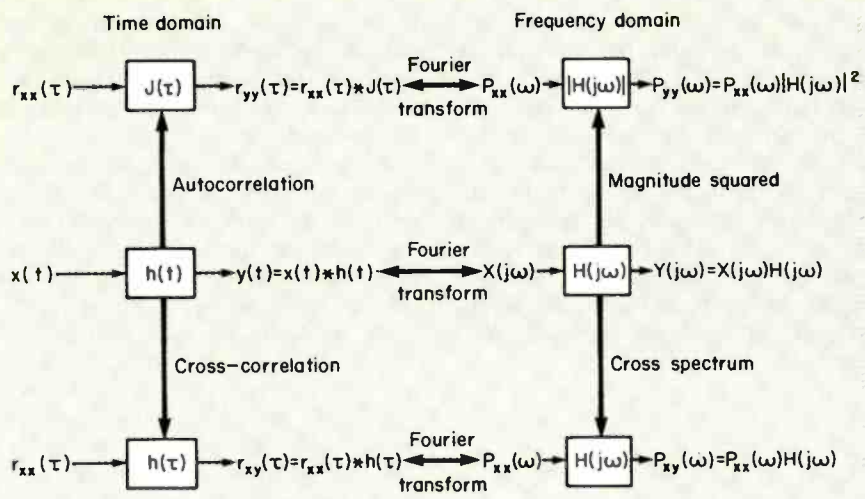 Time domain
Frequency domain
r_xx(τ) J(τ) r_yy(τ)=r_xx(τ)*J(τ) Fourier transform P_xx(ω) |H(jω)| P_yy(ω)=P_xx(ω)|H(jω)|²
Autocorrelation
Magnitude squared
x(t) h(t) y(t)=x(t)*h(t) Fourier transform X(jω) H(jω) Y(jω)=X(jω)H(jω)
Cross-correlation
Cross spectrum
r_xx(τ) h(τ) r_xy(τ)=r_xx(τ)*h(τ) Fourier transform P_xx(ω) H(jω) P_xy(ω)=P_xx(ω)H(jω)